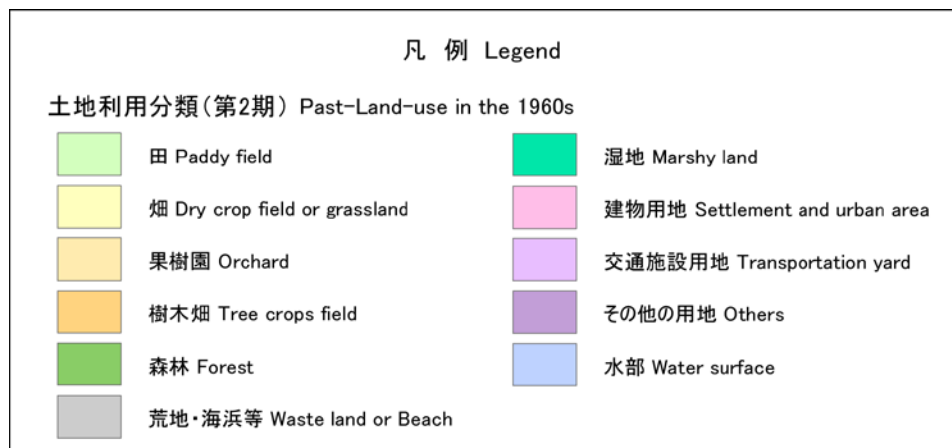 凡 例 Legend
土地利用分類(第2期) Past-Land-use in the 1960s
田 Paddy field
畑 Dry crop field or grassland
果樹園 Orchard
樹木畑 Tree crops field
森林 Forest
荒地・海浜等 Waste land or Beach
湿地 Marshy land
建物用地 Settlement and urban area
交通施設用地 Transportation yard
その他の用地 Others
水部 Water surface